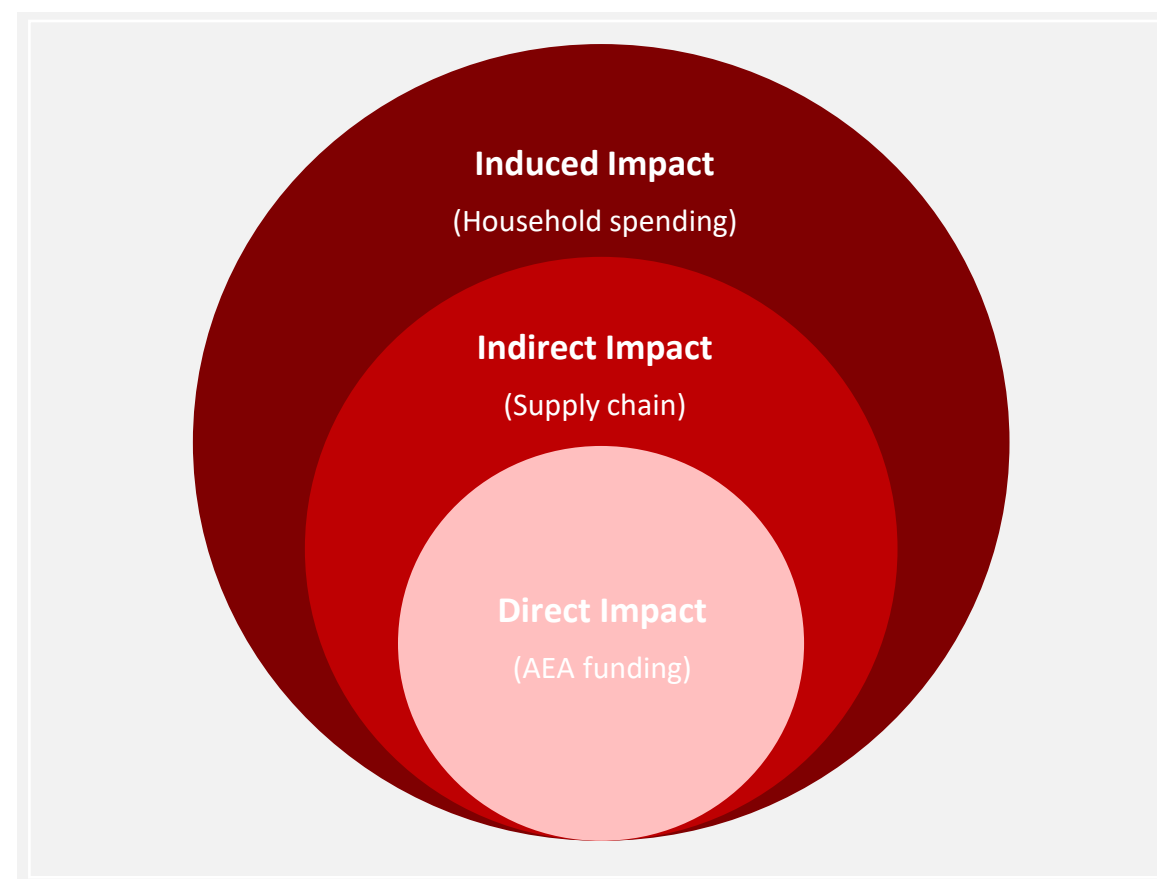 Induced Impact
(Household spending)
Indirect Impact
(Supply chain)
Direct Impact
(AEA funding)